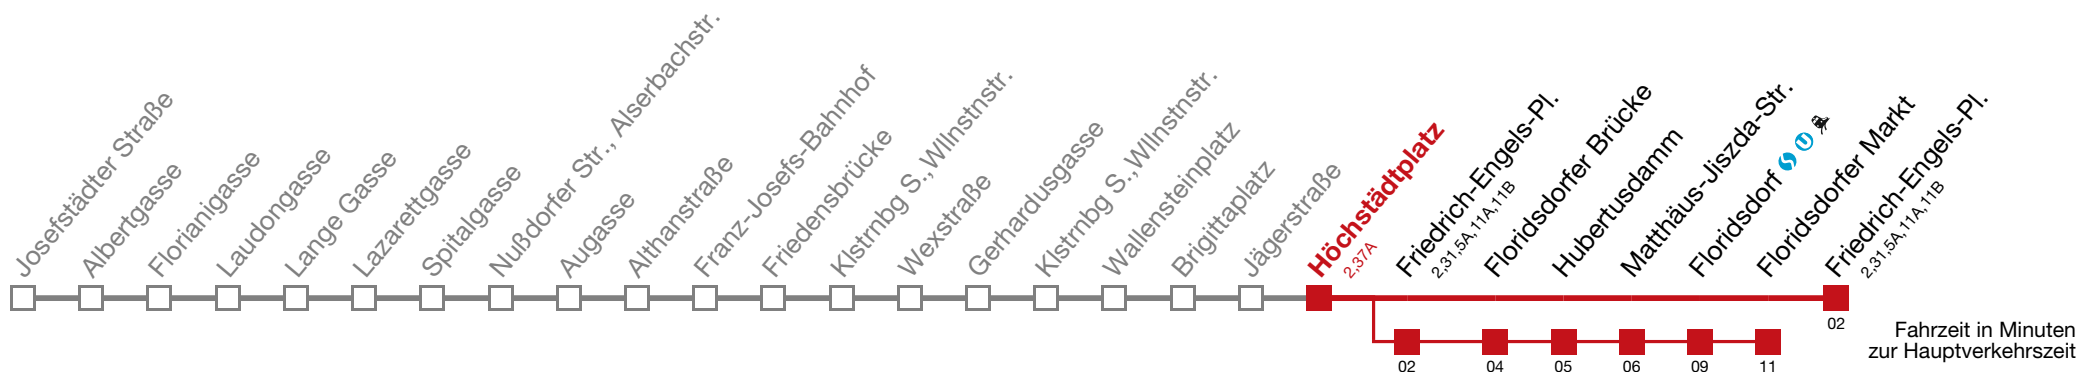 Josefstädter Straße
Albertgasse
Florianigasse
Laudongasse
Lange Gasse
Lazarettgasse
Spitalgasse
Nußdorfer Str., Alserbachstr.
Augasse
Althanstraße
Franz-Josefs-Bahnhof
Friedensbrücke
Klstrnbg S., Wllnstnstr.
Wexstraße
Gerhardusgasse
Klstrnbg S., Wllnstnstr.
Wallensteinplatz
Brigittaplatz
Jägerstraße
Höchstädtplatz
2,37A
Friedrich-Engels-Pl.
2,31,5A,11A,11B
Floridsdorfer Brücke
Hubertusdamm
Matthäus-Jiszda-Str.
Floridsdorf S U
Floridsdorfer Markt
Friedrich-Engels-Pl.
2,31,5A,11A,11B
02
02
04
05
06
09
11
Fahrzeit in Minuten
zur Hauptverkehrszeit